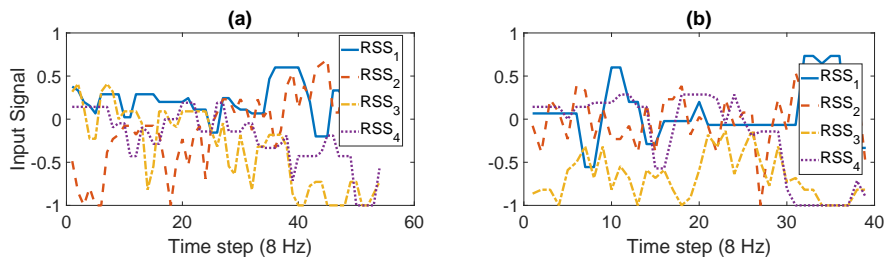 (a)
1
0.5
0
-0.5
-1
Input Signal
0 20 40 60
Time step (8 Hz)
RSS1
RSS2
RSS3
RSS4
(b)
1
0.5
0
-0.5
-1
0 10 20 30 40
Time step (8 Hz)
RSS1
RSS2
RSS3
RSS4